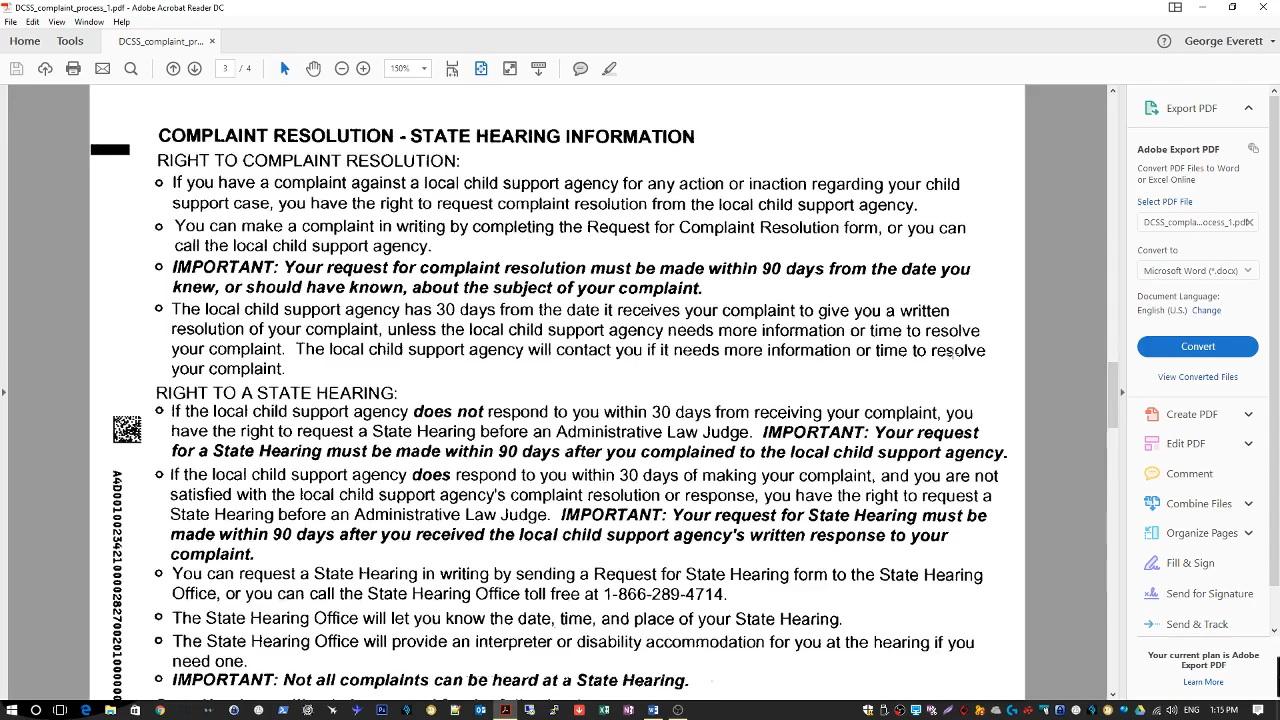 DCSS_complaint_process_1.pdf - Adobe Acrobat Reader DC
File Edit View Window Help
Home Tools DCSS_complaint_pr... × George Everett
3 / 4 150%
COMPLAINT RESOLUTION - STATE HEARING INFORMATION
RIGHT TO COMPLAINT RESOLUTION:
If you have a complaint against a local child support agency for any action or inaction regarding your child
support case, you have the right to request complaint resolution from the local child support agency.
You can make a complaint in writing by completing the Request for Complaint Resolution form, or you can
call the local child support agency.
IMPORTANT: Your request for complaint resolution must be made within 90 days from the date you
knew, or should have known, about the subject of your complaint.
The local child support agency has 30 days from the date it receives your complaint to give you a written
resolution of your complaint, unless the local child support agency needs more information or time to resolve
your complaint. The local child support agency will contact you if it needs more information or time to resolve
your complaint.
RIGHT TO A STATE HEARING:
If the local child support agency does not respond to you within 30 days from receiving your complaint, you
have the right to request a State Hearing before an Administrative Law Judge. IMPORTANT: Your request
for a State Hearing must be made within 90 days after you complained to the local child support agency.
If the local child support agency does respond to you within 30 days of making your complaint, and you are not
satisfied with the local child support agency's complaint resolution or response, you have the right to request a
State Hearing before an Administrative Law Judge. IMPORTANT: Your request for State Hearing must be
made within 90 days after you received the local child support agency's written response to your
complaint.
You can request a State Hearing in writing by sending a Request for State Hearing form to the State Hearing
Office, or you can call the State Hearing Office toll free at 1-866-289-4714.
The State Hearing Office will let you know the date, time, and place of your State Hearing.
The State Hearing Office will provide an interpreter or disability accommodation for you at the hearing if you
need one.
IMPORTANT: Not all complaints can be heard at a State Hearing.
Export PDF
Adobe Export PDF
Convert PDF Files to Word
or Excel Online
Select PDF File
DCSS_compla...ocess_1.pdf
Convert to
Microsoft Word (*.docx)
Document Language:
English (U.S.) Change
Convert
View Converted Files
Create PDF
Edit PDF
Comment
Combine Files
Organize Pages
Fill & Sign
Send for Signature
Send & Track
Your current plan is Adobe
Export PDF
Learn More
1:15 PM